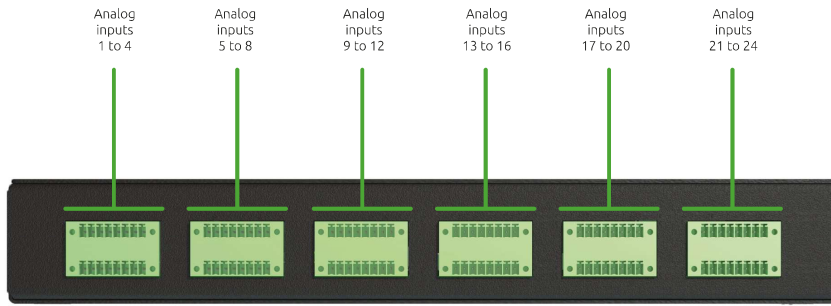 Analog
inputs
1 to 4
Analog
inputs
5 to 8
Analog
inputs
9 to 12
Analog
inputs
13 to 16
Analog
inputs
17 to 20
Analog
inputs
21 to 24